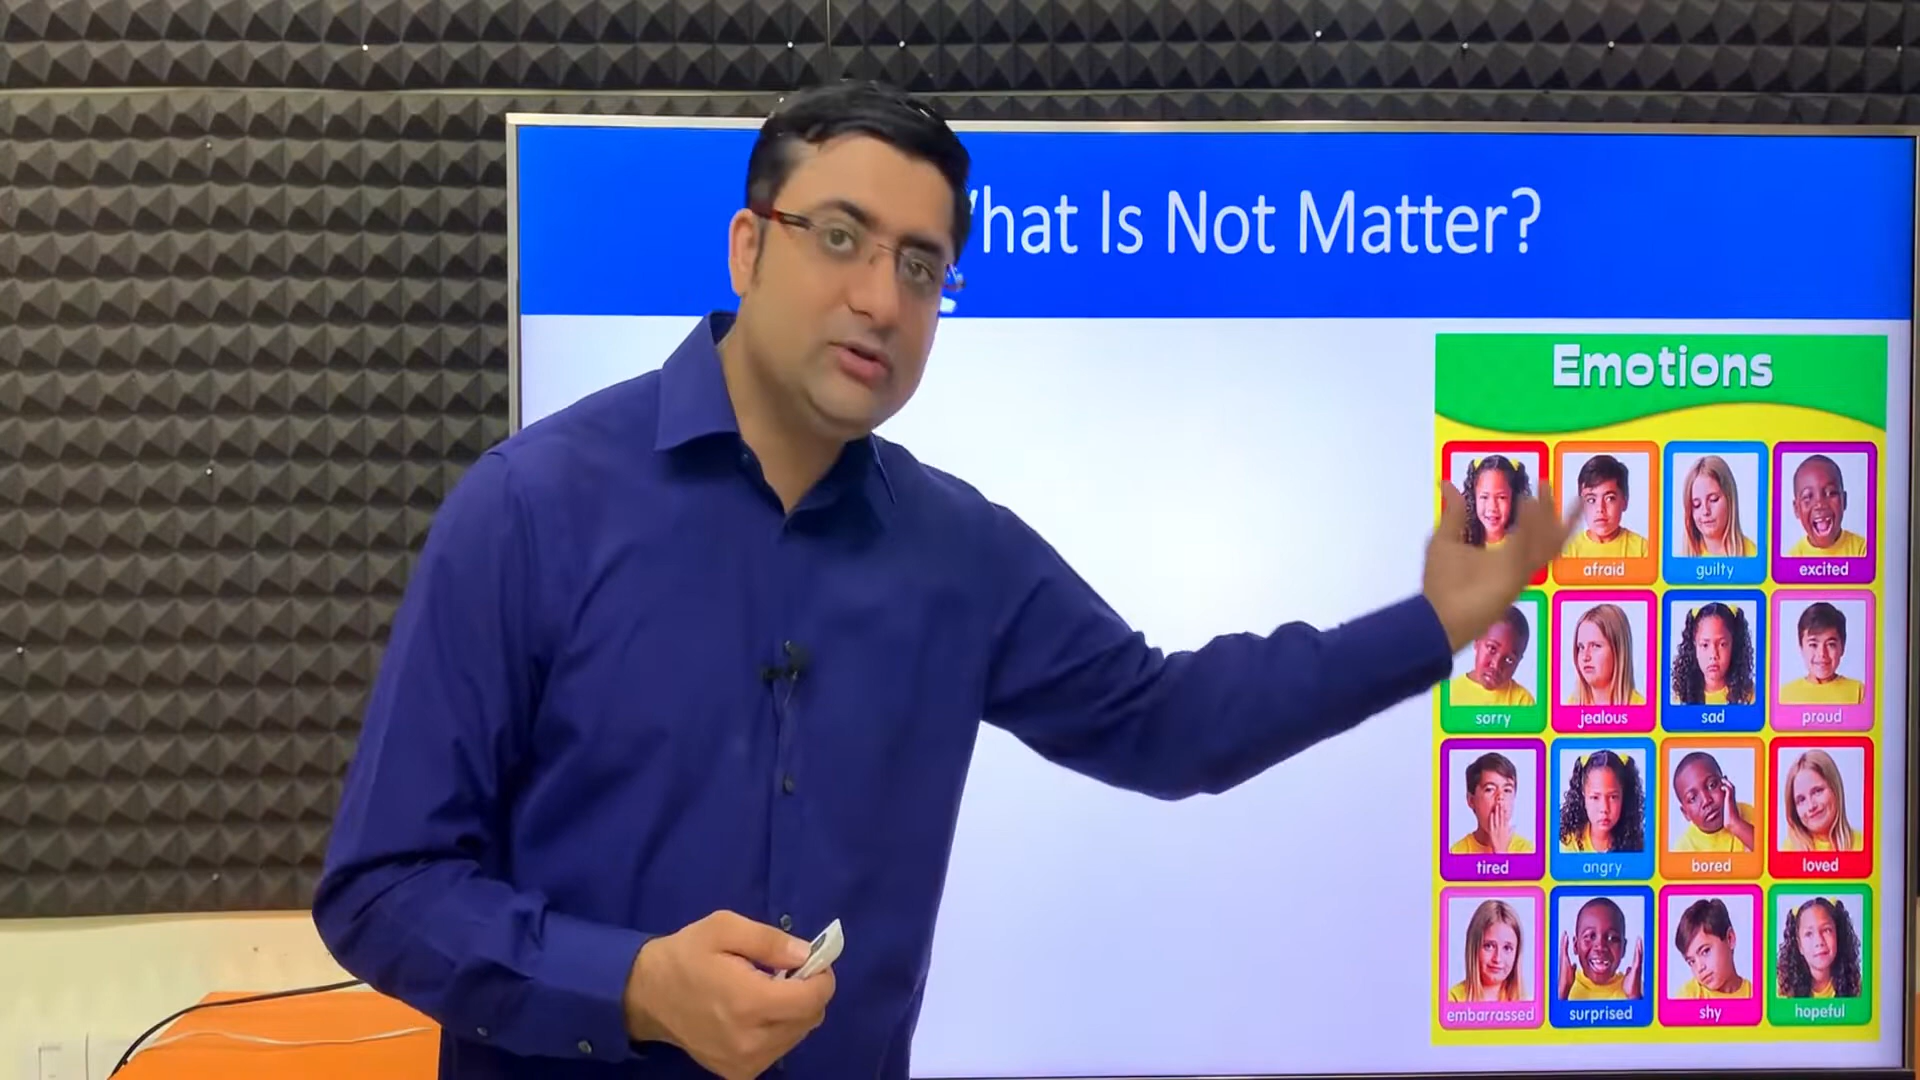 hat Is Not Matter?
Emotions
afraid guilty excited
sorry jealous sad proud
tired angry bored loved
embarrassed surprised shy hopeful